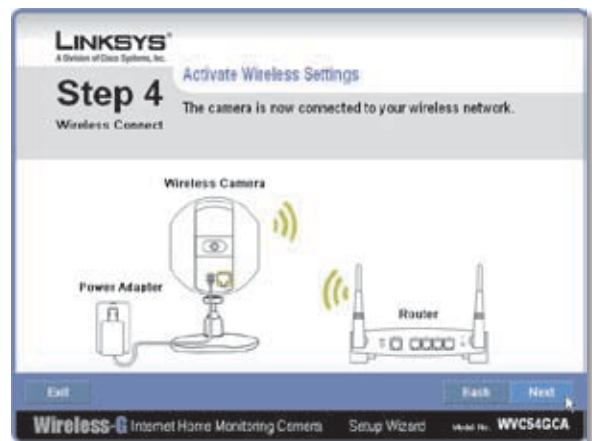 LINKSYS®
A Division of Cisco Systems, Inc.
Step 4
Wireless Connect
Activate Wireless Settings
The camera is now connected to your wireless network.
Wireless Camera
Power Adapter
Router
Exit
Back
Next
Wireless-G Internet Home Monitoring Camera Setup Wizard Model No. WVC54GCA